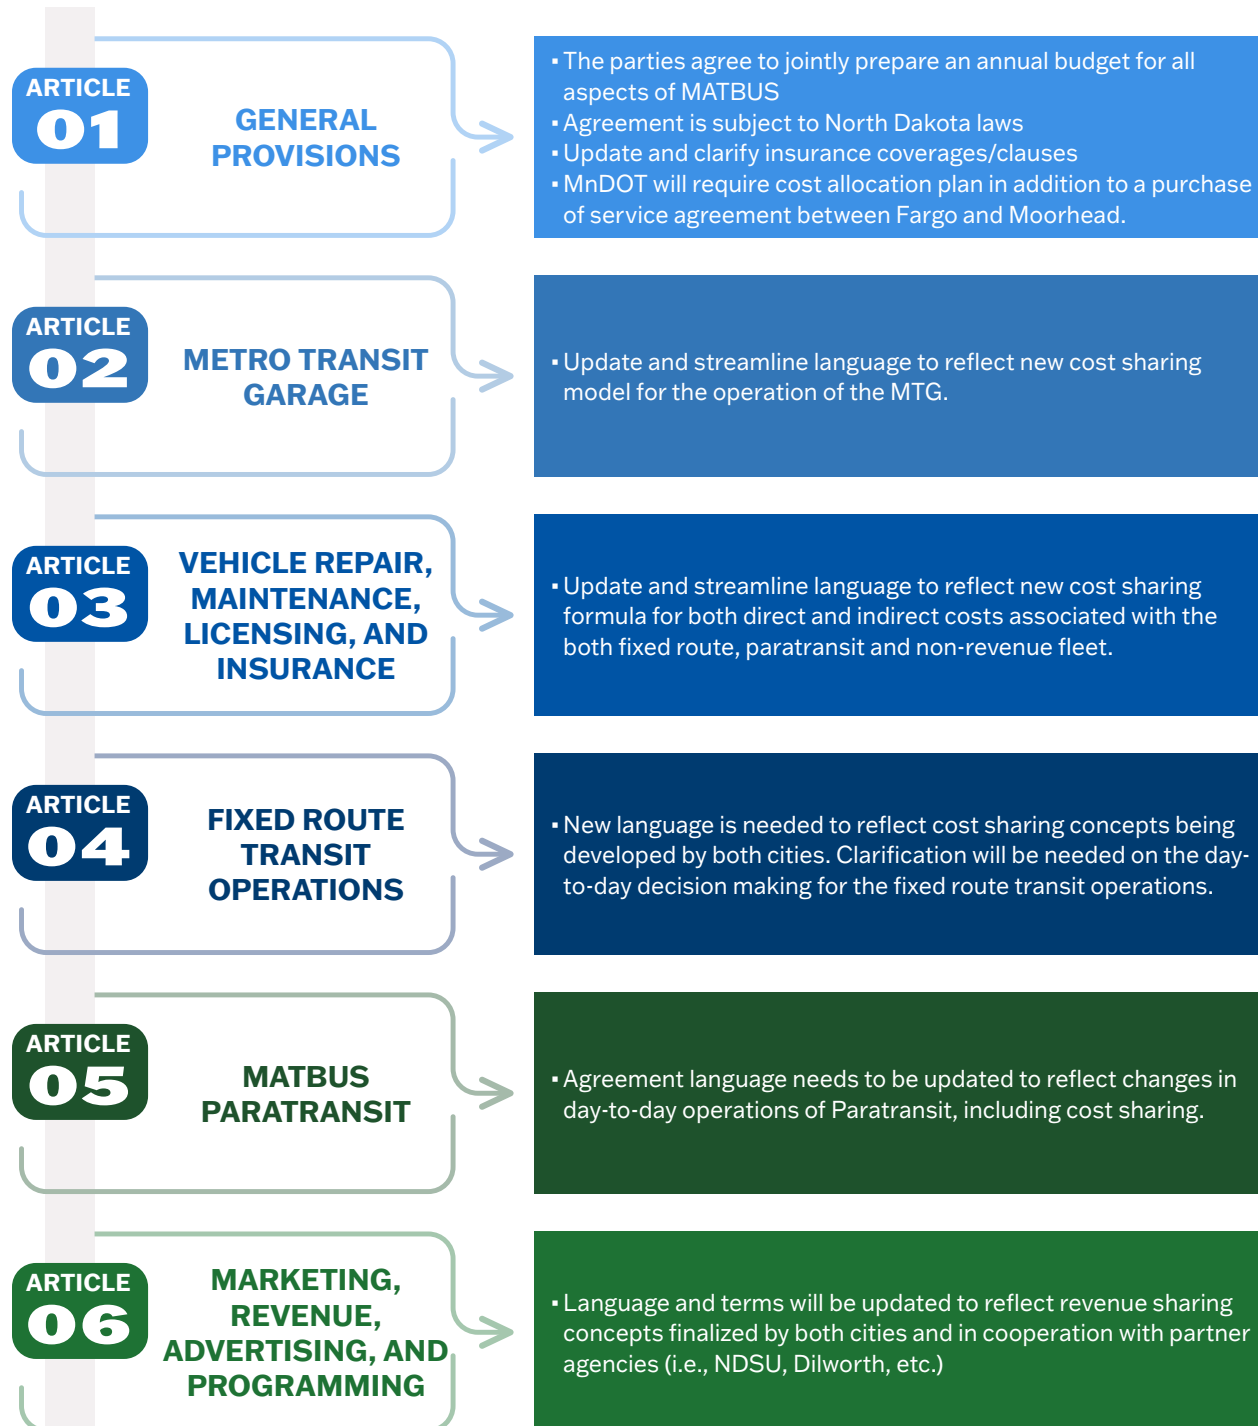 ARTICLE
01
GENERAL
PROVISIONS
▪ The parties agree to jointly prepare an annual budget for all
aspects of MATBUS
▪ Agreement is subject to North Dakota laws
▪ Update and clarify insurance coverages/clauses
▪ MnDOT will require cost allocation plan in addition to a purchase
of service agreement between Fargo and Moorhead.
ARTICLE
02
METRO TRANSIT
GARAGE
▪ Update and streamline language to reflect new cost sharing
model for the operation of the MTG.
ARTICLE
03
VEHICLE REPAIR,
MAINTENANCE,
LICENSING, AND
INSURANCE
▪ Update and streamline language to reflect new cost sharing
formula for both direct and indirect costs associated with the
both fixed route, paratransit and non-revenue fleet.
ARTICLE
04
FIXED ROUTE
TRANSIT
OPERATIONS
▪ New language is needed to reflect cost sharing concepts being
developed by both cities. Clarification will be needed on the day-
to-day decision making for the fixed route transit operations.
ARTICLE
05
MATBUS
PARATRANSIT
▪ Agreement language needs to be updated to reflect changes in
day-to-day operations of Paratransit, including cost sharing.
ARTICLE
06
MARKETING,
REVENUE,
ADVERTISING, AND
PROGRAMMING
▪ Language and terms will be updated to reflect revenue sharing
concepts finalized by both cities and in cooperation with partner
agencies (i.e., NDSU, Dilworth, etc.)